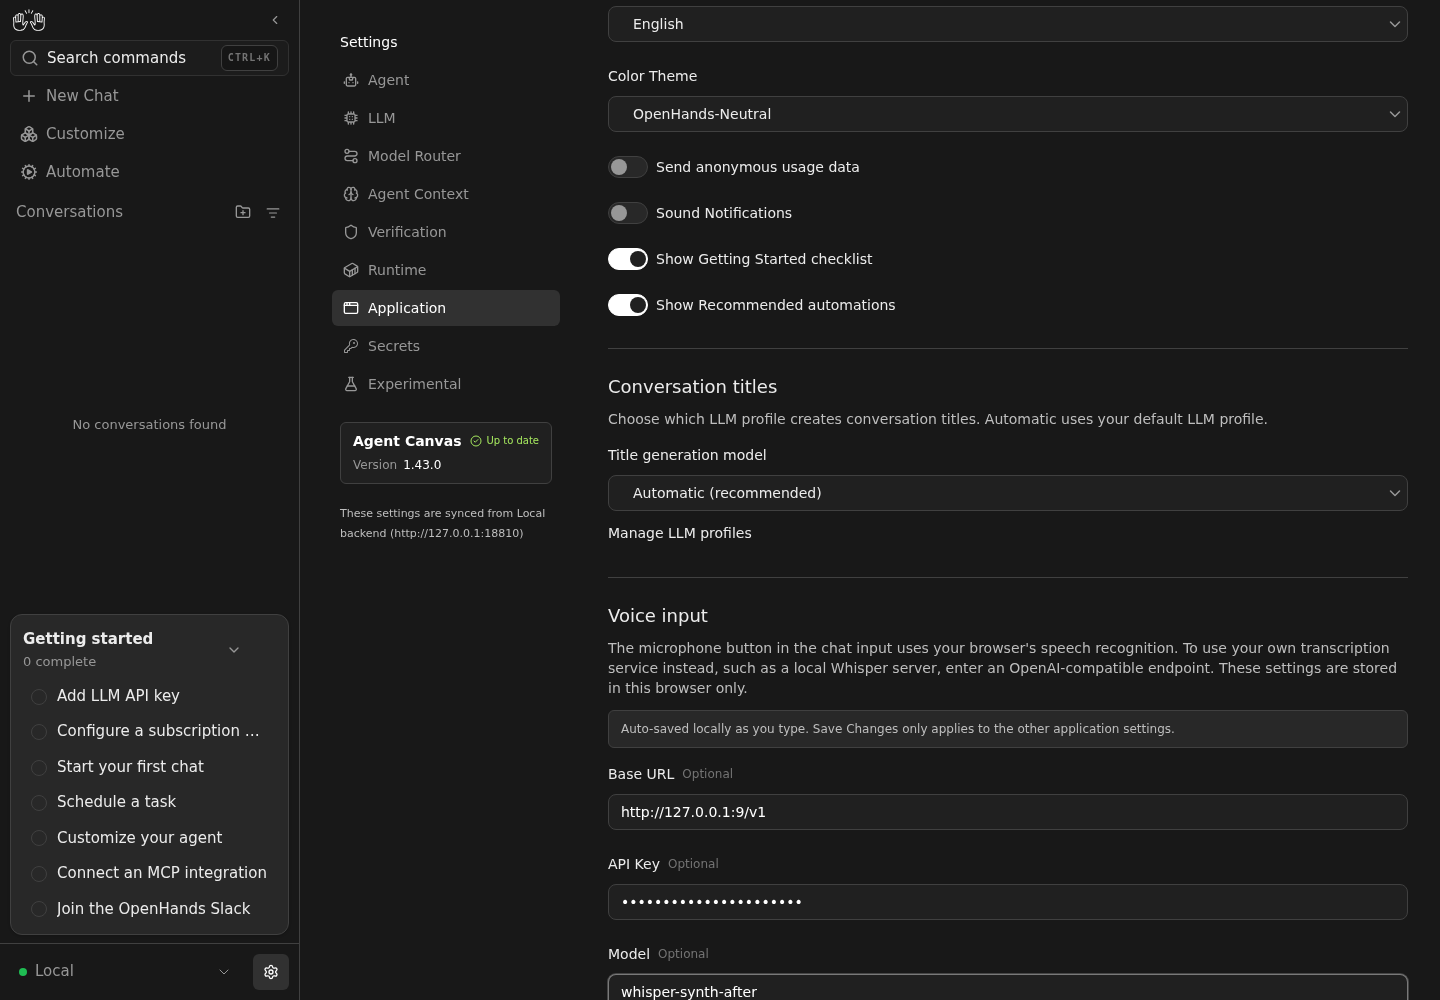 Search commands
CTRL+K
New Chat
Customize
Automate
Conversations
No conversations found
Getting started
0 complete
Add LLM API key
Configure a subscription ...
Start your first chat
Schedule a task
Customize your agent
Connect an MCP integration
Join the OpenHands Slack
Local
Settings
Agent
LLM
Model Router
Agent Context
Verification
Runtime
Application
Secrets
Experimental
Agent Canvas
Up to date
Version 1.43.0
These settings are synced from Local
backend (http://127.0.0.1:18810)
English
Color Theme
OpenHands-Neutral
Send anonymous usage data
Sound Notifications
Show Getting Started checklist
Show Recommended automations
Conversation titles
Choose which LLM profile creates conversation titles. Automatic uses your default LLM profile.
Title generation model
Automatic (recommended)
Manage LLM profiles
Voice input
The microphone button in the chat input uses your browser's speech recognition. To use your own transcription
service instead, such as a local Whisper server, enter an OpenAI-compatible endpoint. These settings are stored
in this browser only.
Auto-saved locally as you type. Save Changes only applies to the other application settings.
Base URL Optional
http://127.0.0.1:9/v1
API Key Optional
••••••••••••••••••••••
Model Optional
whisper-synth-after